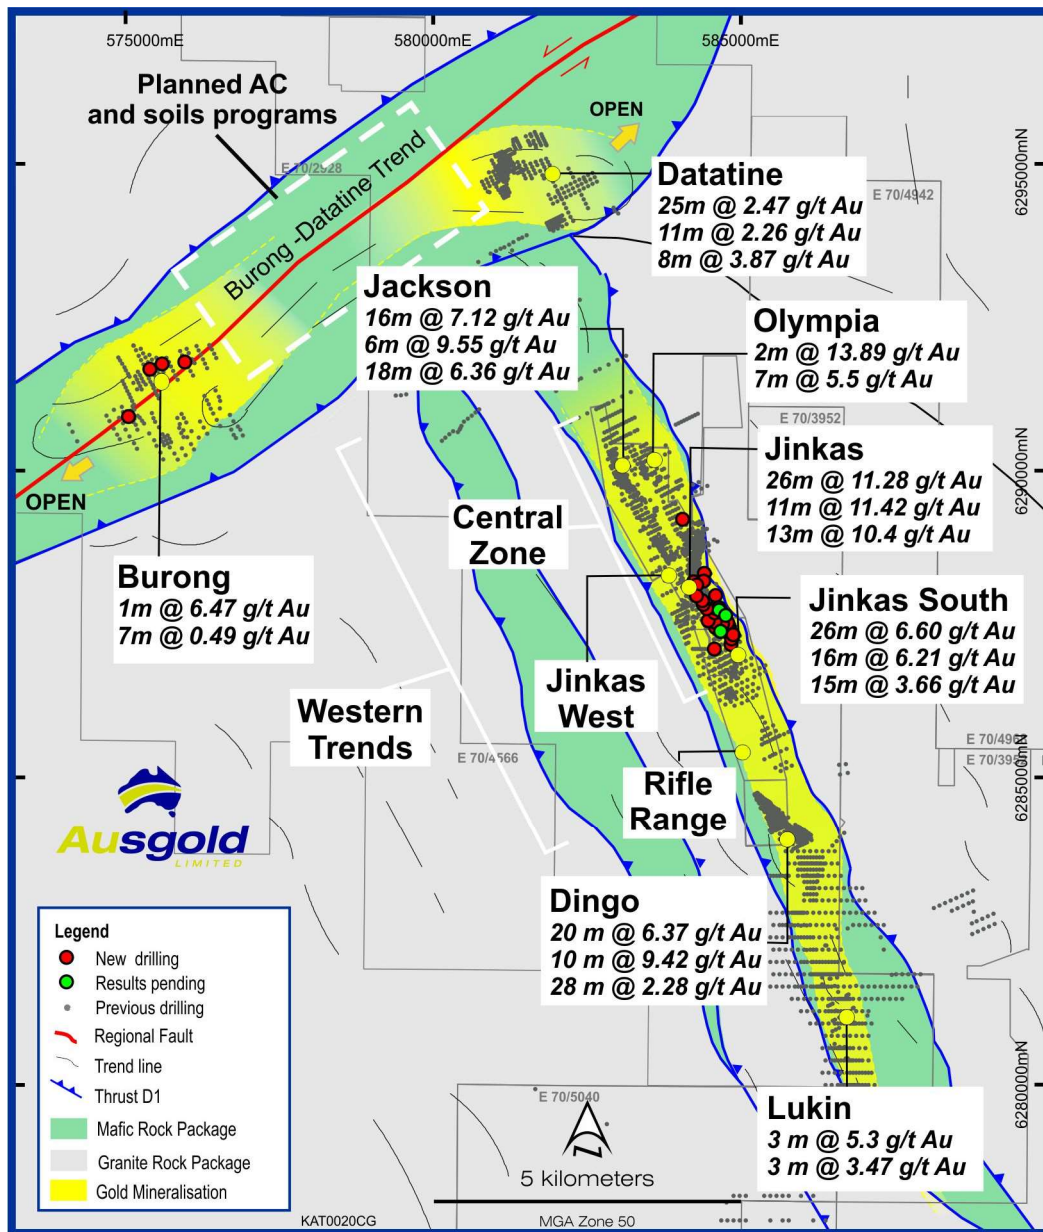 575000mE
580000mE
585000mE
Planned AC
and soils programs
OPEN
6295000mN
E 70/2928
Burong -Datatine Trend
E 70/4942
Datatine
25m @ 2.47 g/t Au
11m @ 2.26 g/t Au
8m @ 3.87 g/t Au
Jackson
16m @ 7.12 g/t Au
6m @ 9.55 g/t Au
18m @ 6.36 g/t Au
Olympia
2m @ 13.89 g/t Au
7m @ 5.5 g/t Au
E 70/3952
Jinkas
26m @ 11.28 g/t Au
11m @ 11.42 g/t Au
13m @ 10.4 g/t Au
6290000mN
OPEN
Central
Zone
Burong
1m @ 6.47 g/t Au
7m @ 0.49 g/t Au
Jinkas South
26m @ 6.60 g/t Au
16m @ 6.21 g/t Au
15m @ 3.66 g/t Au
Jinkas
West
Western
Trends
E 70/4566
E 70/496
E 70/395
6285000mN
Rifle
Range
Ausgold
LIMITED
Dingo
20 m @ 6.37 g/t Au
10 m @ 9.42 g/t Au
28 m @ 2.28 g/t Au
Legend
New drilling
Results pending
Previous drilling
Regional Fault
Trend line
Thrust D1
Mafic Rock Package
Granite Rock Package
Gold Mineralisation
6280000mN
E 70/5040
Lukin
3 m @ 5.3 g/t Au
3 m @ 3.47 g/t Au
N
5 kilometers
KAT0020CG
MGA Zone 50